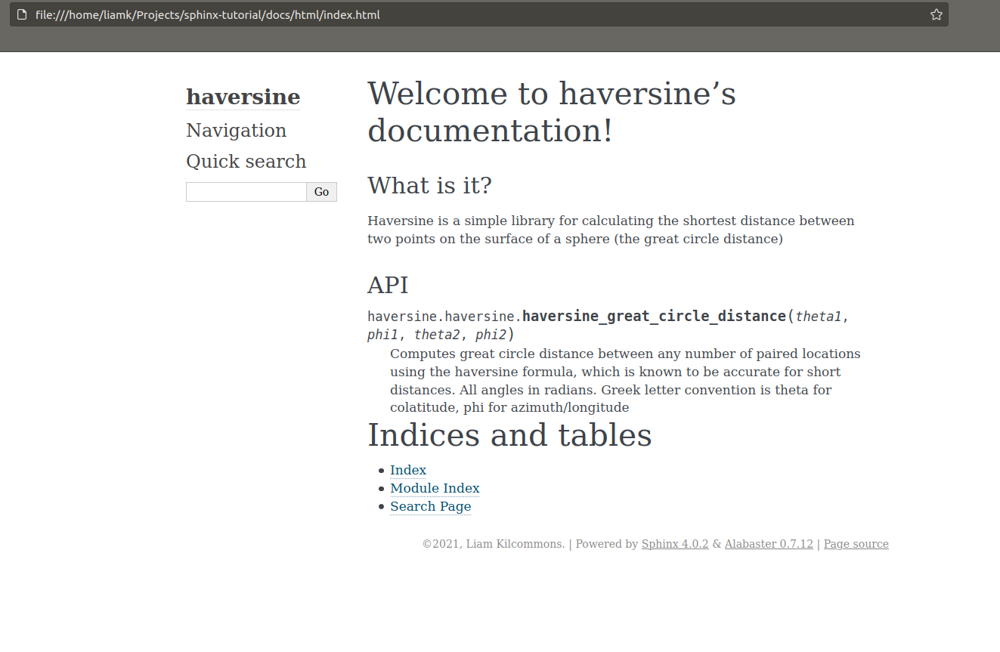 file:///home/liamk/Projects/sphinx-tutorial/docs/html/index.html
haversine
Navigation
Quick search
Go
Welcome to haversine’s
documentation!
What is it?
Haversine is a simple library for calculating the shortest distance between
two points on the surface of a sphere (the great circle distance)
API
haversine.haversine.haversine_great_circle_distance(theta1,
phi1, theta2, phi2)
Computes great circle distance between any number of paired locations
using the haversine formula, which is known to be accurate for short
distances. All angles in radians. Greek letter convention is theta for
colatitude, phi for azimuth/longitude
Indices and tables
• Index
• Module Index
• Search Page
©2021, Liam Kilcommons. | Powered by Sphinx 4.0.2 & Alabaster 0.7.12 | Page source